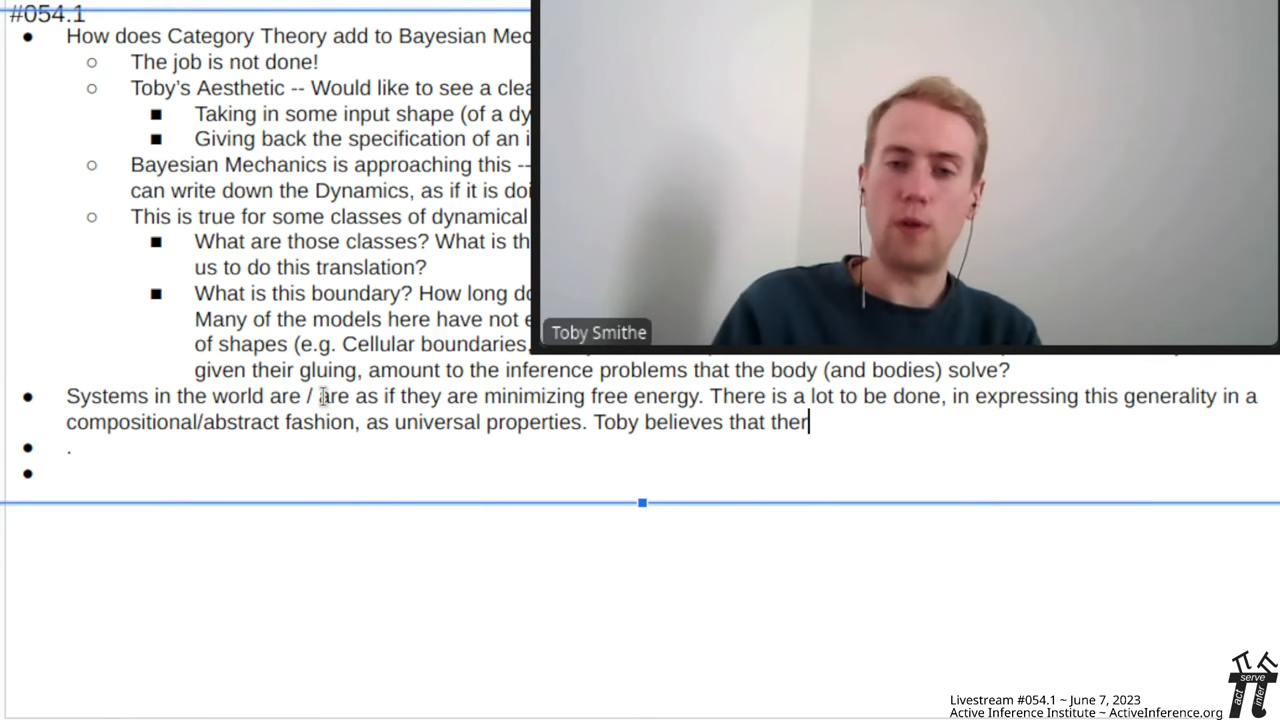 #054.1
● How does Category Theory add to Bayesian Mec
○ The job is not done!
○ Toby's Aesthetic -- Would like to see a clea
■ Taking in some input shape (of a dy
■ Giving back the specification of an i
○ Bayesian Mechanics is approaching this --
can write down the Dynamics, as if it is doi
○ This is true for some classes of dynamical
■ What are those classes? What is th
us to do this translation?
■ What is this boundary? How long do
Many of the models here have not e
of shapes (e.g. Cellular boundaries,
given their gluing, amount to the inference problems that the body (and bodies) solve?
● Systems in the world are / are as if they are minimizing free energy. There is a lot to be done, in expressing this generality in a
compositional/abstract fashion, as universal properties. Toby believes that ther
● .
●
Toby Smithe
Livestream #054.1 ~ June 7, 2023
Active Inference Institute ~ ActiveInference.org
act
serve
infer